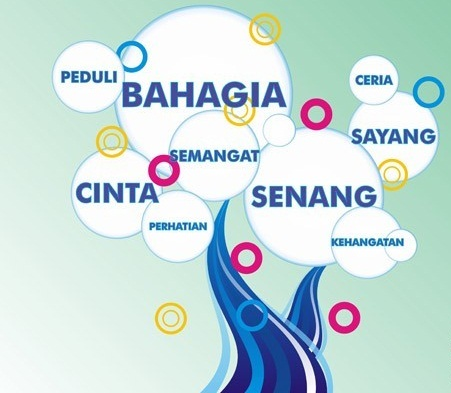 PEDULI
BAHAGIA
CERIA
SAYANG
SEMANGAT
CINTA
SENANG
PERHATIAN
KEHANGATAN